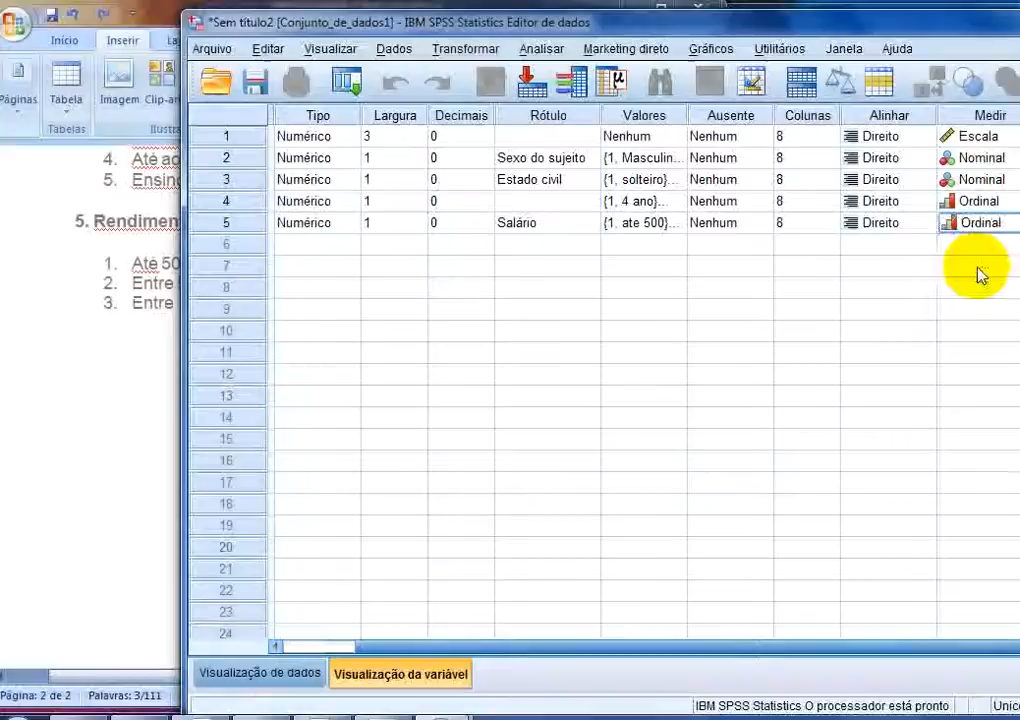 *Sem título2 [Conjunto_de_dados1] - IBM SPSS Statistics Editor de dados
Início Inserir
Arquivo Editar Visualizar Dados Transformar Analisar Marketing direto Gráficos Utilitários Janela Ajuda
Páginas Tabela Imagem Clip-ar
Tabelas Ilustra
Tipo Largura Decimais Rótulo Valores Ausente Colunas Alinhar Medir
1 Numérico 3 0 Nenhum Nenhum 8 Direito Escala
2 Numérico 1 0 Sexo do sujeito {1, Masculin... Nenhum 8 Direito Nominal
3 Numérico 1 0 Estado civil {1, solteiro}... Nenhum 8 Direito Nominal
4 Numérico 1 0 {1, 4 ano}... Nenhum 8 Direito Ordinal
5 Numérico 1 0 Salário {1, ate 500}... Nenhum 8 Direito Ordinal
6
7
8
9
10
11
12
13
14
15
16
17
18
19
20
21
22
23
24
4. Até ao
5. Ensino
5. Rendimen
1. Até 50
2. Entre
3. Entre
Visualização de dados Visualização da variável
Página: 2 de 2 Palavras: 3/111
IBM SPSS Statistics O processador está pronto Unico